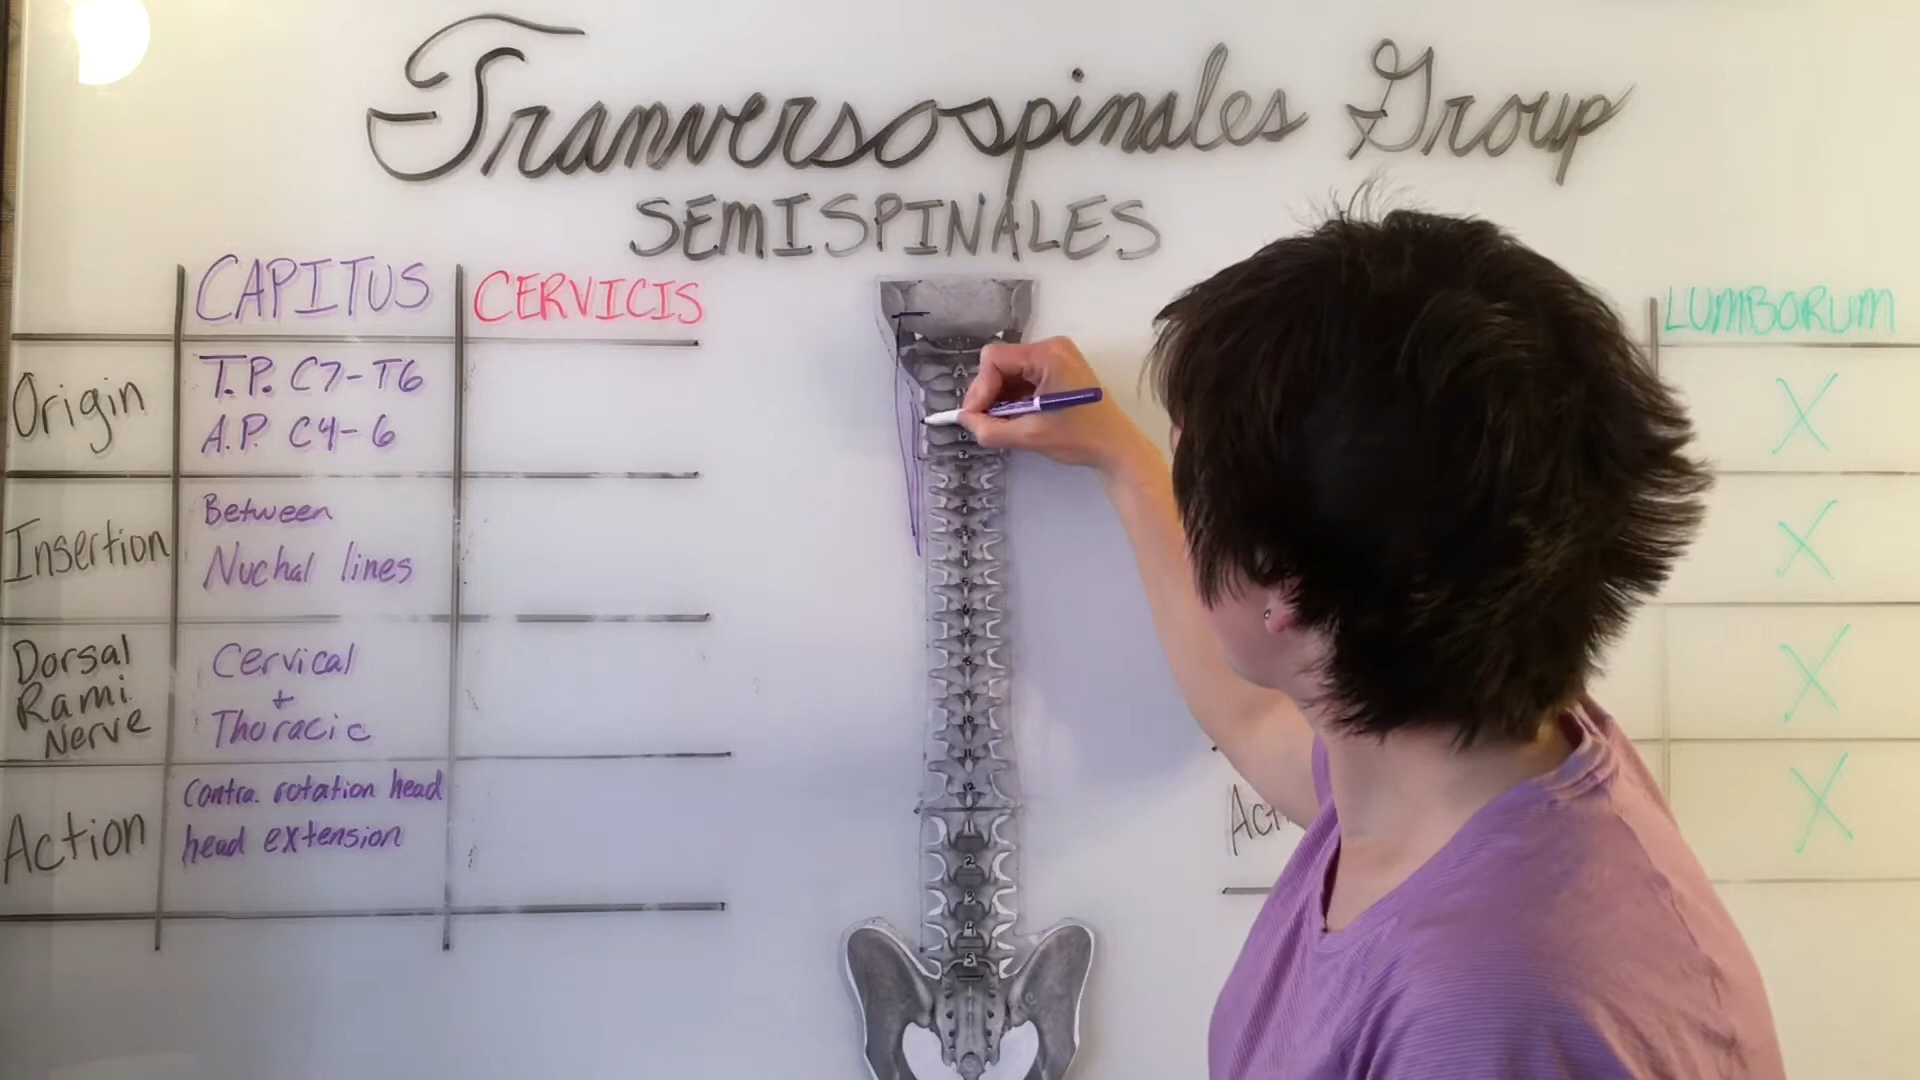 Tranversospinales Group
SEMISPINALES
CAPITUS
CERVICIS
LUMBORUM
Origin
T.P. C7-T6
A.P. C4-6
X
Insertion
Between
Nuchal lines
X
Dorsal
Rami
Nerve
Cervical
+
Thoracic
X
Action
Contra. rotation head
head extension
X